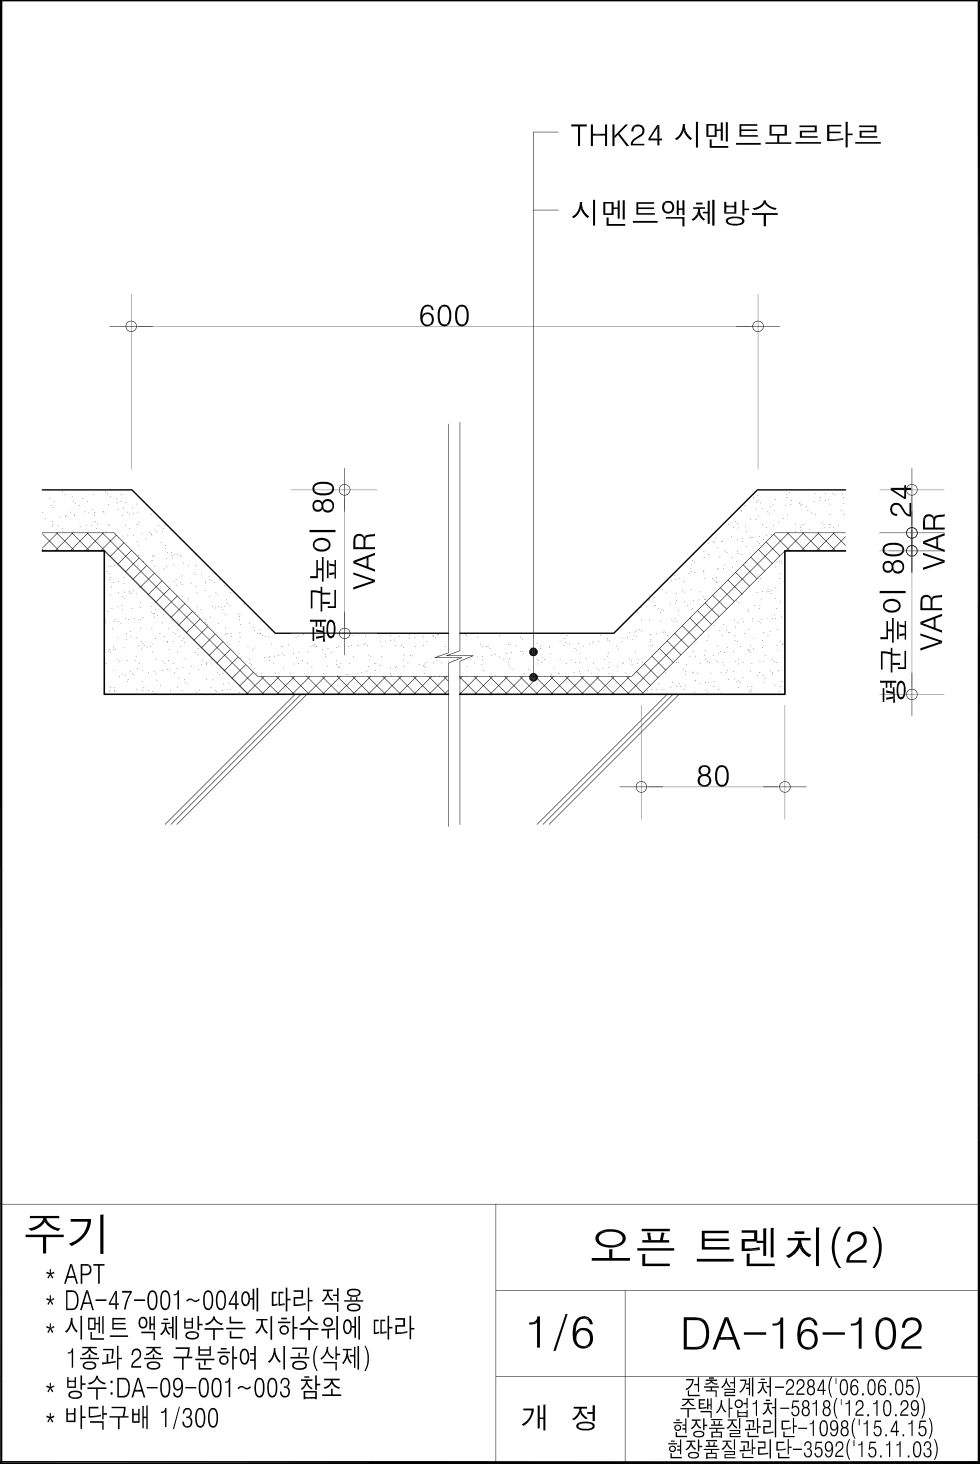 THK24 시멘트모르타르
시멘트액체방수
600
평균높이 80
VAR
24
VAR
평균높이 80
VAR
80
주기
* APT
* DA-47-001~004에 따라 적용
* 시멘트 액체방수는 지하수위에 따라
1종과 2종 구분하여 시공(삭제)
* 방수:DA-09-001~003 참조
* 바닥구배 1/300
오픈 트렌치(2)
1/6
DA-16-102
개 정
건축설계처-2284('06.06.05)
주택사업1처-5818('12.10.29)
현장품질관리단-1098('15.4.15)
현장품질관리단-3592('15.11.03)